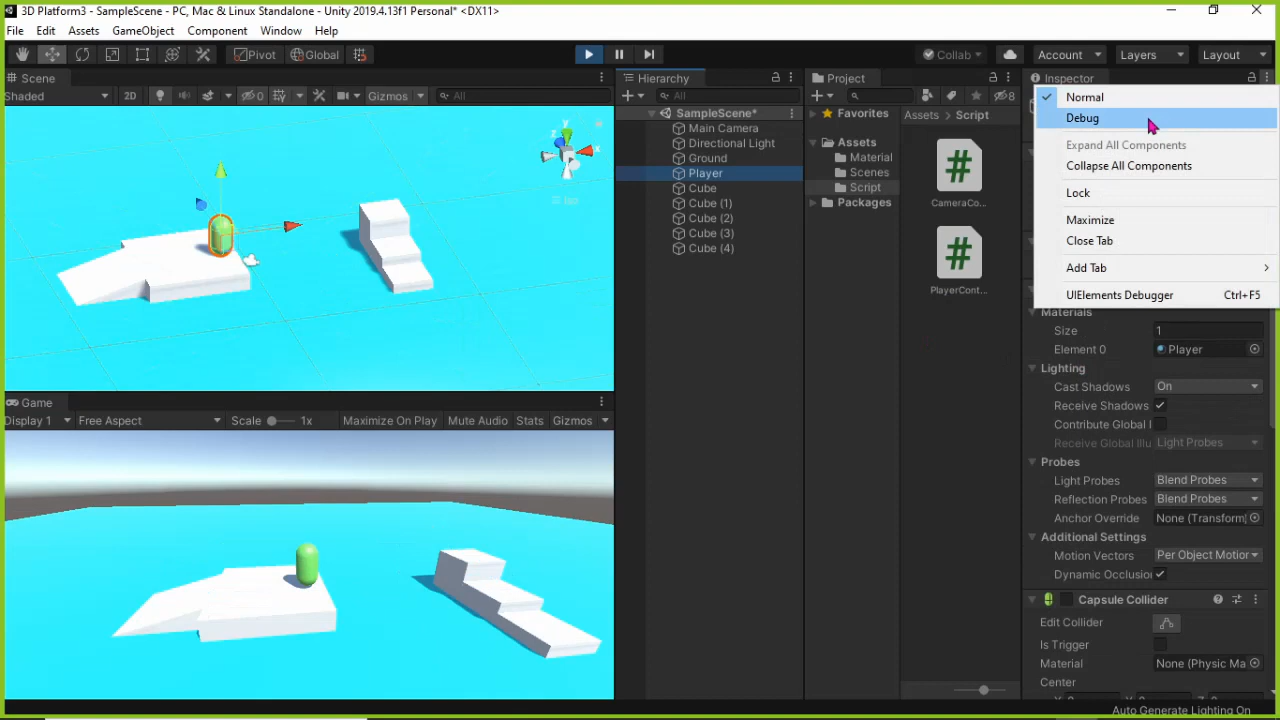 3D Platform3 - SampleScene - PC, Mac & Linux Standalone - Unity 2019.4.13f1 Personal* <DX11>
File Edit Assets GameObject Component Window Help
Pivot Global Collab Account Layers Layout
Scene
Shaded 2D 0 Gizmos All
Hierarchy
All
SampleScene*
Main Camera
Directional Light
Ground
Player
Cube
Cube (1)
Cube (2)
Cube (3)
Cube (4)
Project
8
Favorites
Assets
Material
Scenes
Script
Packages
Assets > Script
CameraCo...
PlayerCont...
Inspector
Normal
Debug
Expand All Components
Collapse All Components
Lock
Maximize
Close Tab
Add Tab
UIElements Debugger Ctrl+F5
Materials
Size 1
Element 0 Player
Lighting
Cast Shadows On
Receive Shadows
Contribute Global I
Receive Global Illu Light Probes
Probes
Light Probes Blend Probes
Reflection Probes Blend Probes
Anchor Override None (Transform)
Additional Settings
Motion Vectors Per Object Motion
Dynamic Occlusion
Capsule Collider
Edit Collider
Is Trigger
Material None (Physic Ma
Center
Game
Display 1 Free Aspect Scale 1x Maximize On Play Mute Audio Stats Gizmos
Auto Generate Lighting On